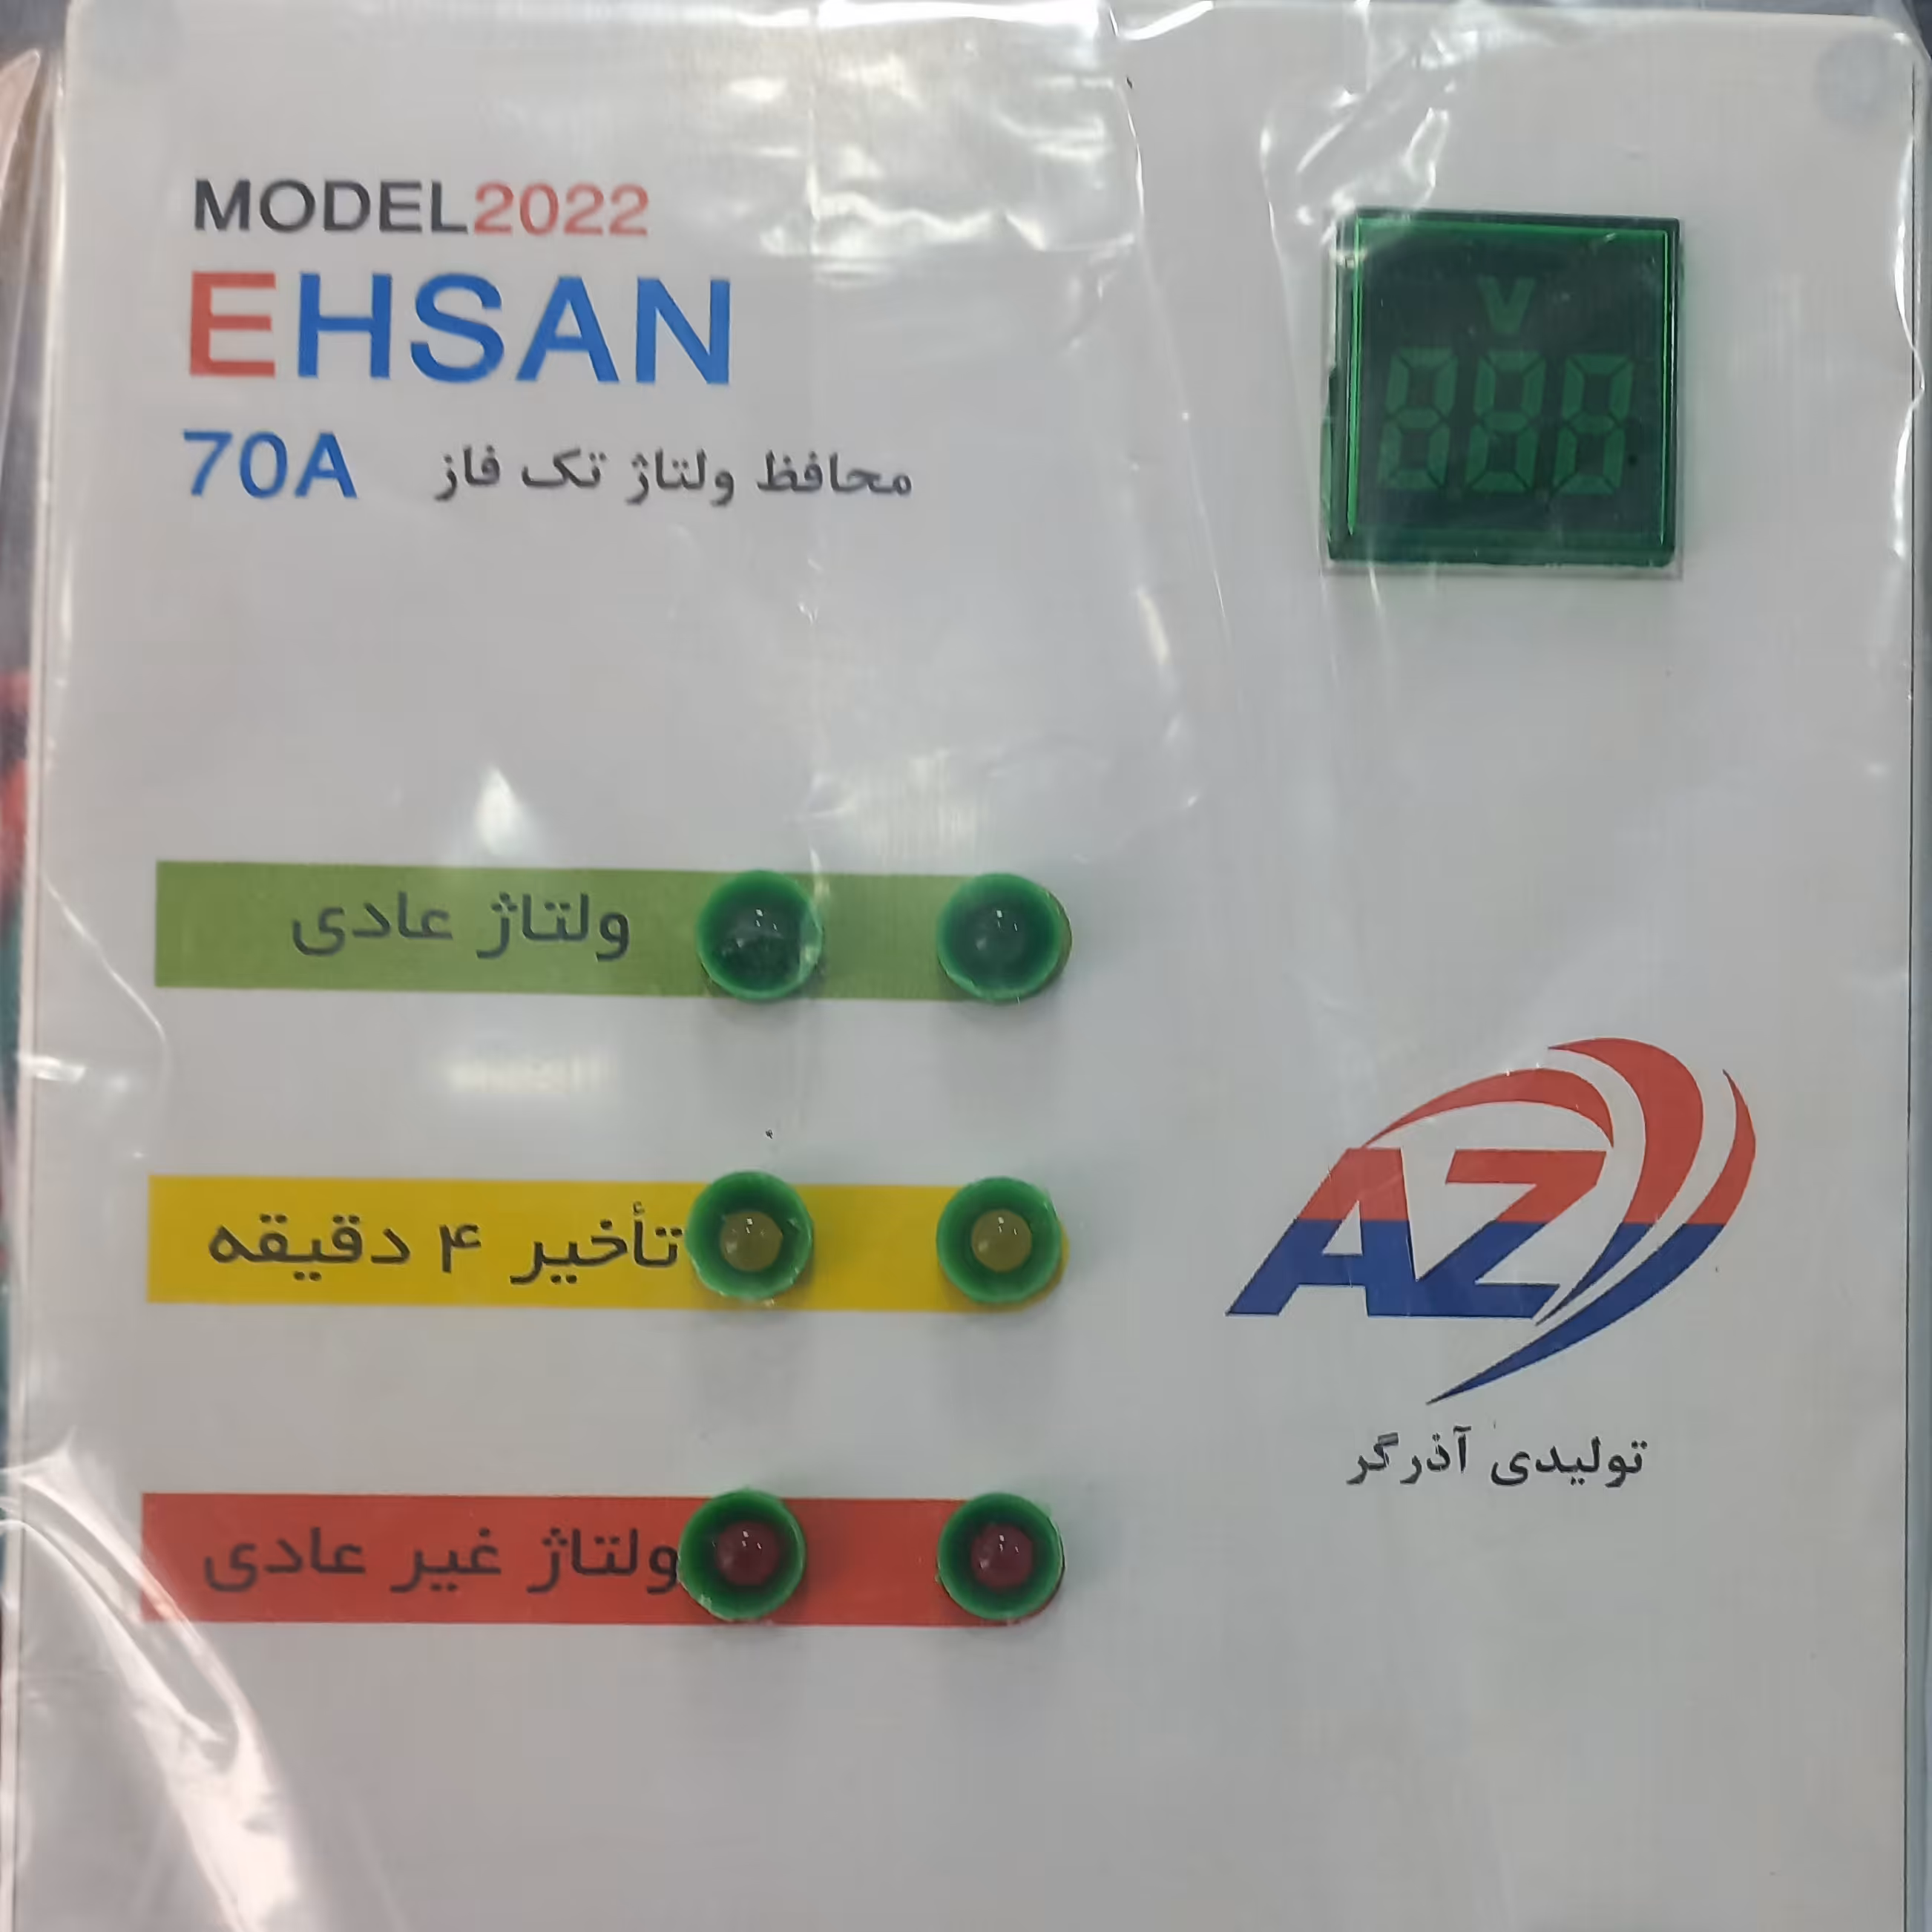 MODEL2022
EHSAN
70A محافظ ولتاژ تک فاز
V
ولتاژ عادی
تأخیر ۴ دقیقه
ولتاژ غیر عادی
AZ
تولیدی آذرگر